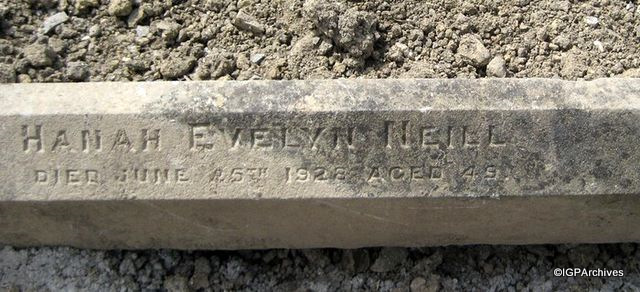 HANAH EVELYN NEILL
DIED JUNE 25TH 1928 AGED 49
©IGPArchives